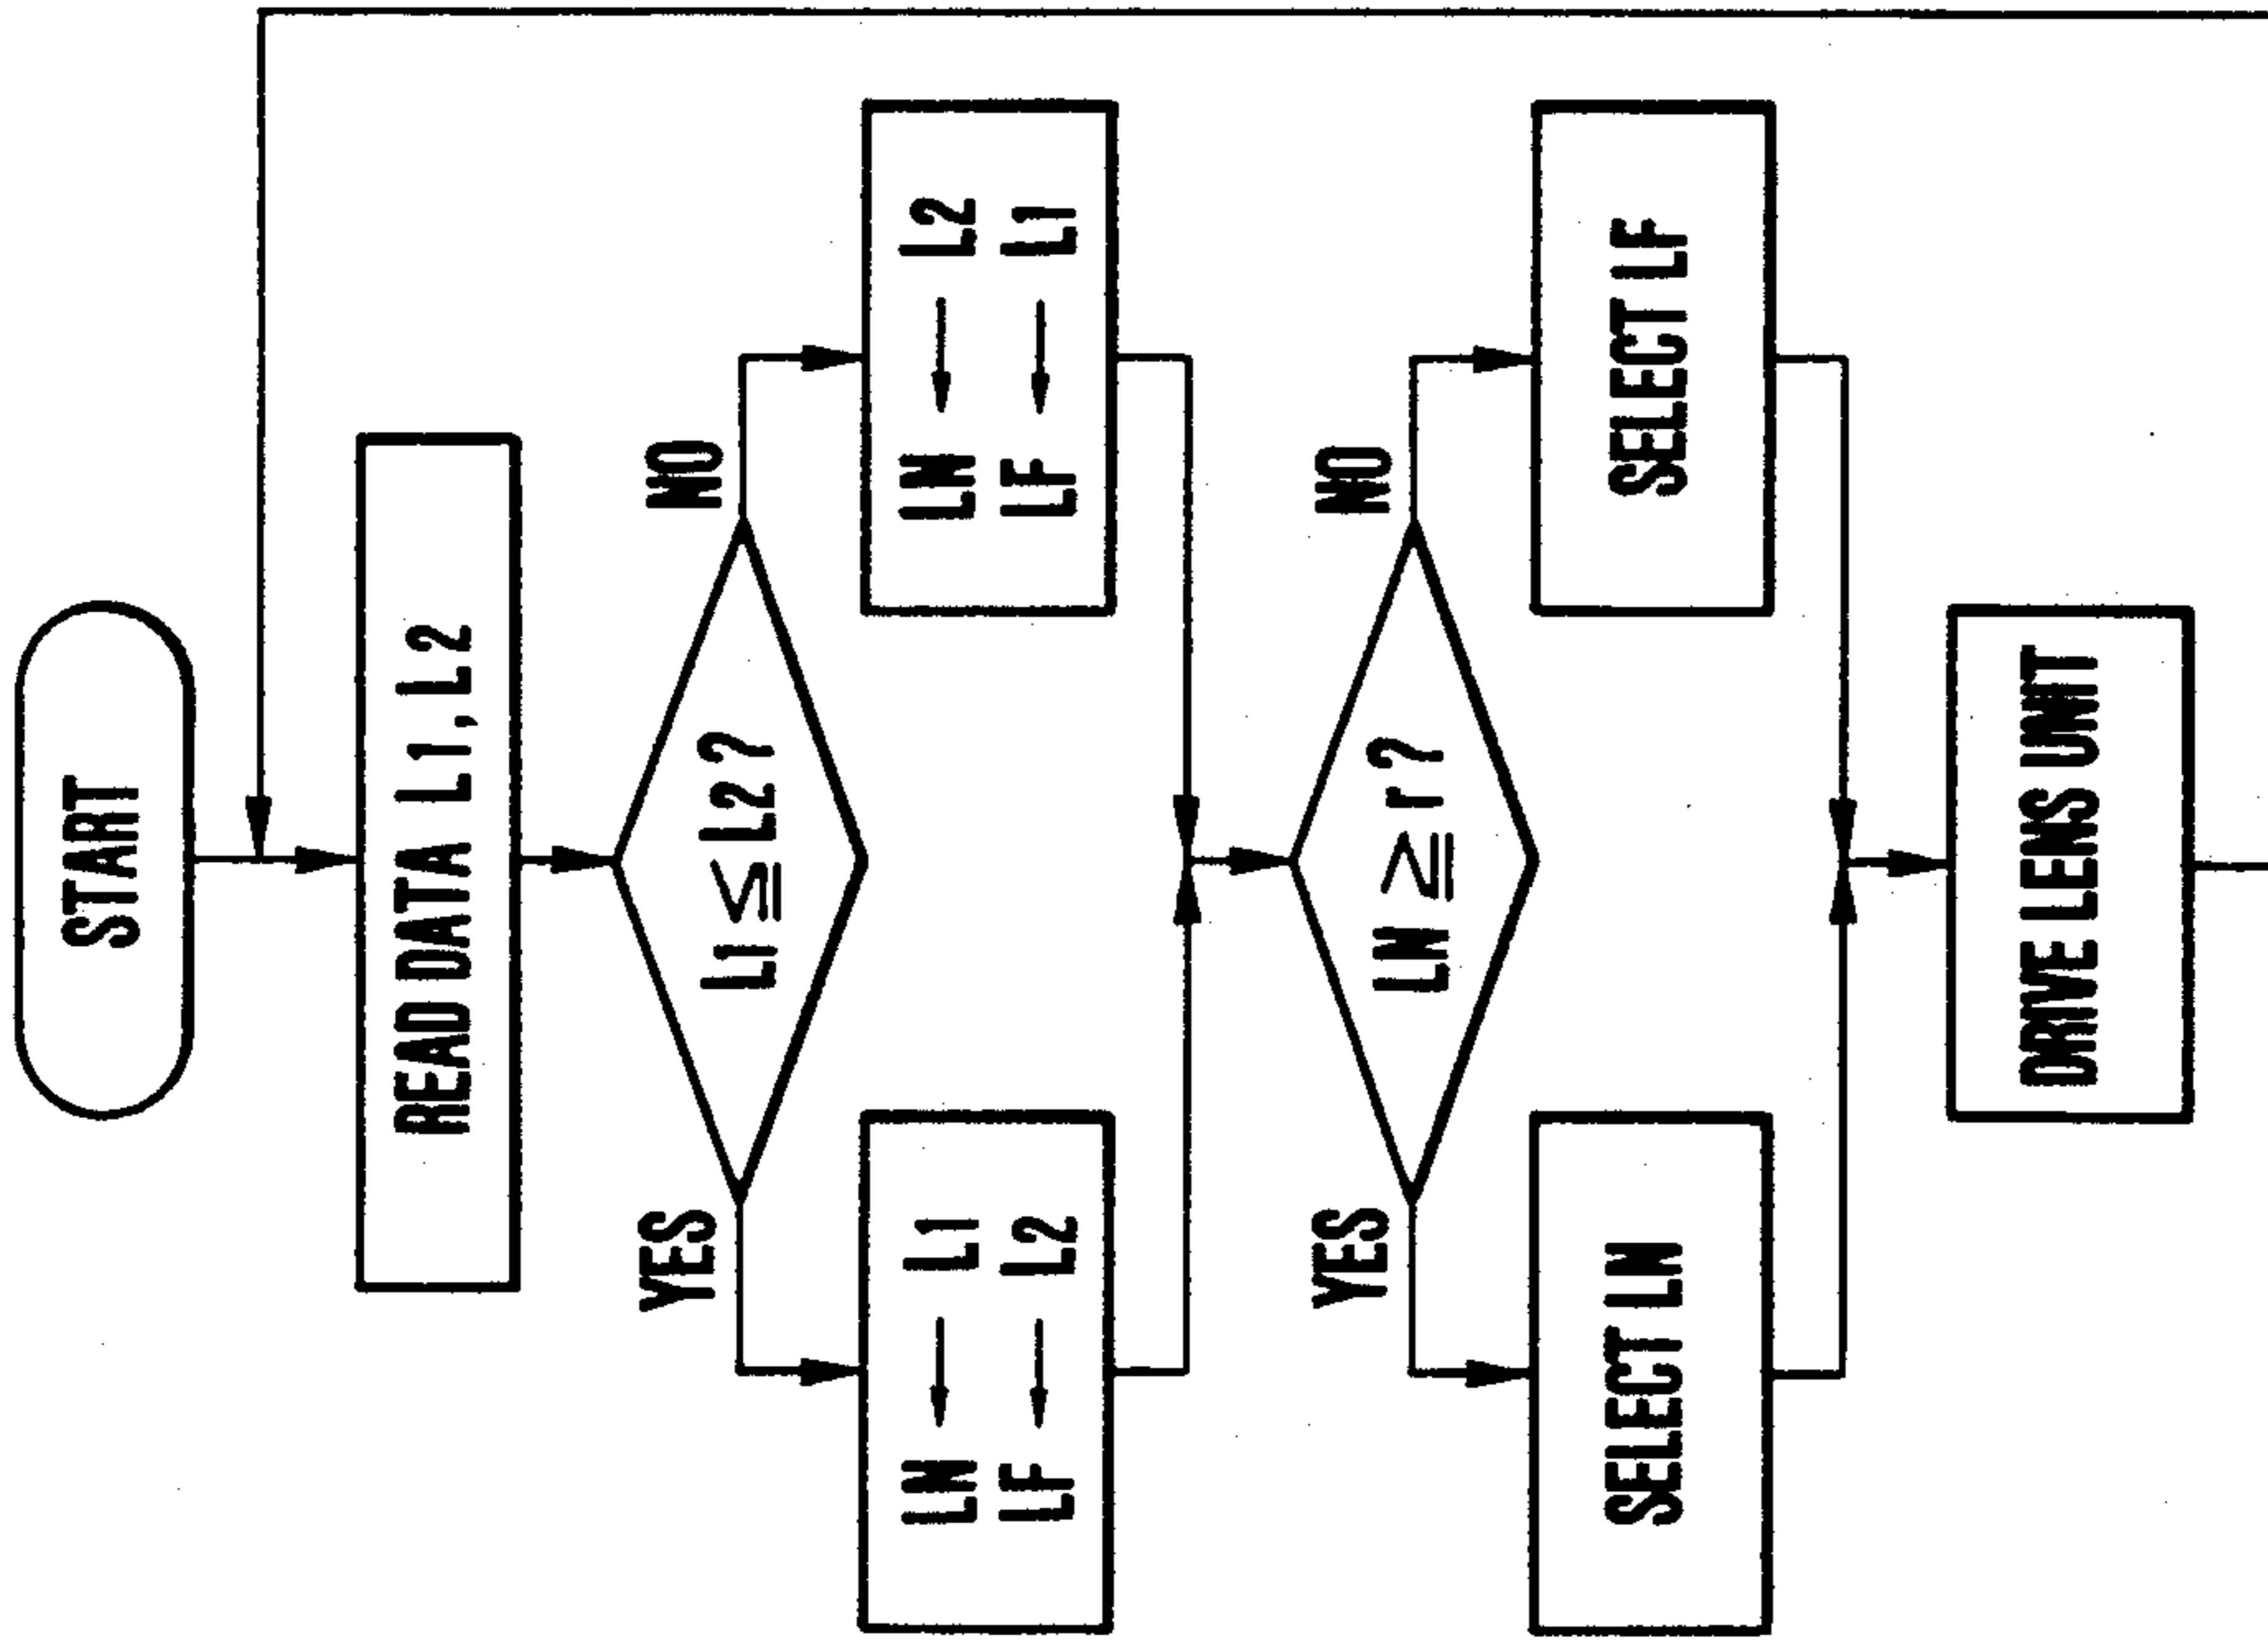 START
READ DATA L1, L2
L1 ≦ L2 ?
YES
NO
LN ← L1
LF ← L2
LN ← L2
LF ← L1
LN ≧ r ?
YES
NO
SELECT LN
SELECT LF
DRIVE LENS UNIT